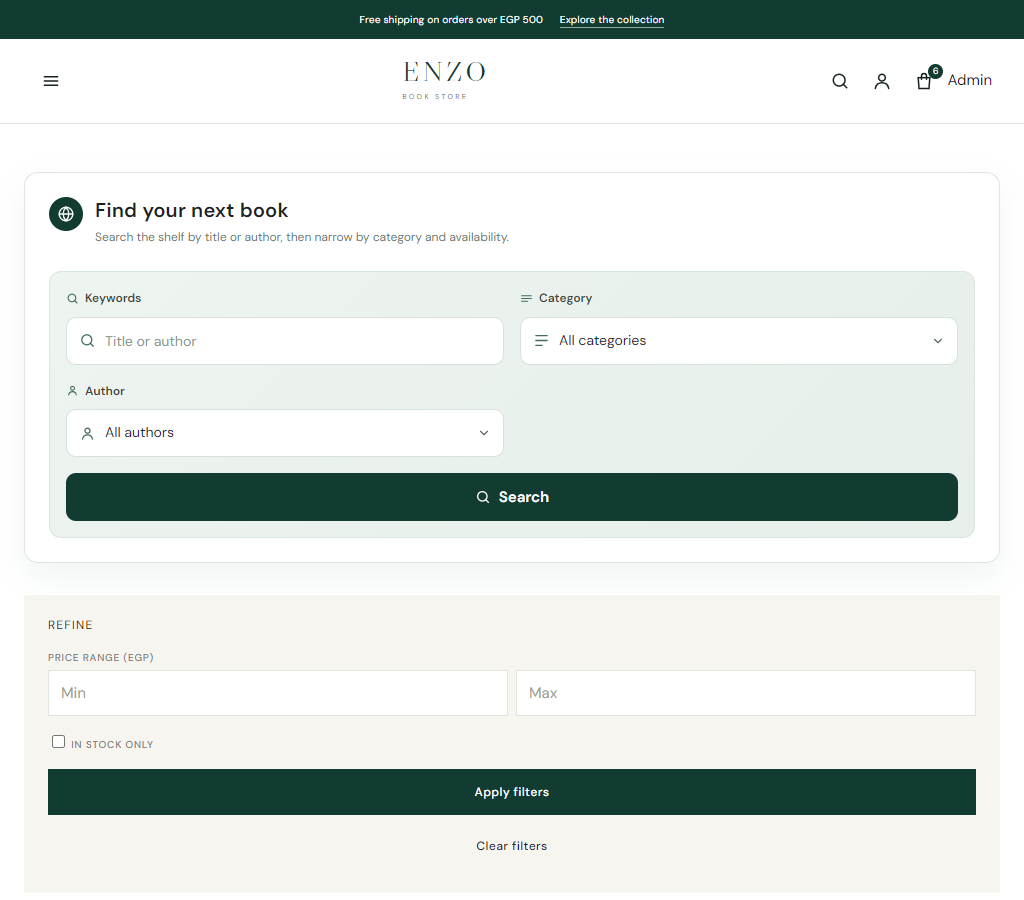 Free shipping on orders over EGP 500 Explore the collection
ENZO
BOOK STORE
6
Admin
Find your next book
Search the shelf by title or author, then narrow by category and availability.
Keywords
Category
Title or author
All categories
Author
All authors
Search
REFINE
PRICE RANGE (EGP)
Min
Max
IN STOCK ONLY
Apply filters
Clear filters